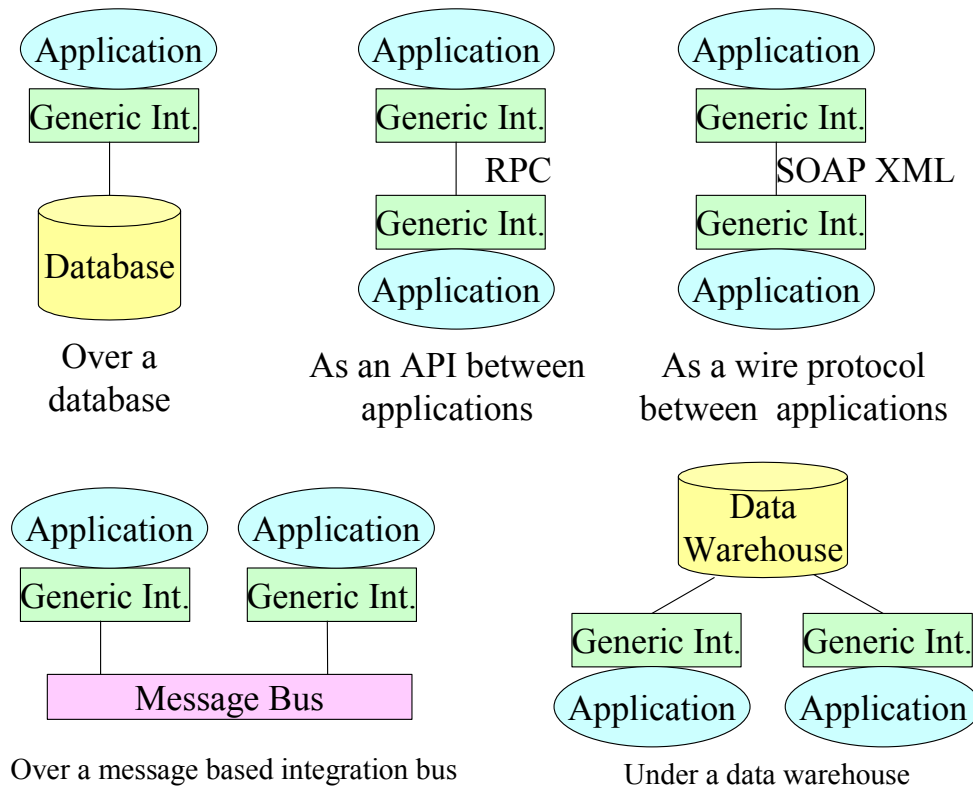 Application
Generic Int.
Database
Over a
database
Application
Generic Int.
RPC
Generic Int.
Application
As an API between
applications
Application
Generic Int.
SOAP XML
Generic Int.
Application
As a wire protocol
between applications
Application
Generic Int.
Application
Generic Int.
Message Bus
Over a message based integration bus
Data
Warehouse
Generic Int.
Application
Generic Int.
Application
Under a data warehouse